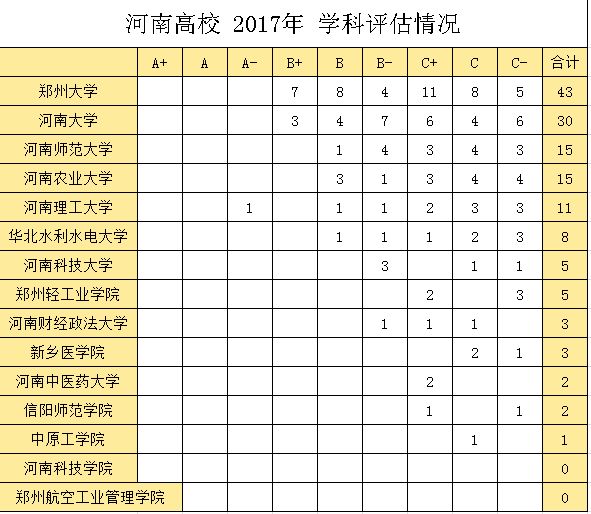 河南高校 2017年 学科评估情况
A+ A A- B+ B B- C+ C C- 合计
郑州大学 7 8 4 11 8 5 43
河南大学 3 4 7 6 4 6 30
河南师范大学 1 4 3 4 3 15
河南农业大学 3 1 3 4 4 15
河南理工大学 1 1 1 2 3 3 11
华北水利水电大学 1 1 1 2 3 8
河南科技大学 3 1 1 5
郑州轻工业学院 2 3 5
河南财经政法大学 1 1 1 3
新乡医学院 2 1 3
河南中医药大学 2 2
信阳师范学院 1 1 2
中原工学院 1 1
河南科技学院 0
郑州航空工业管理学院 0